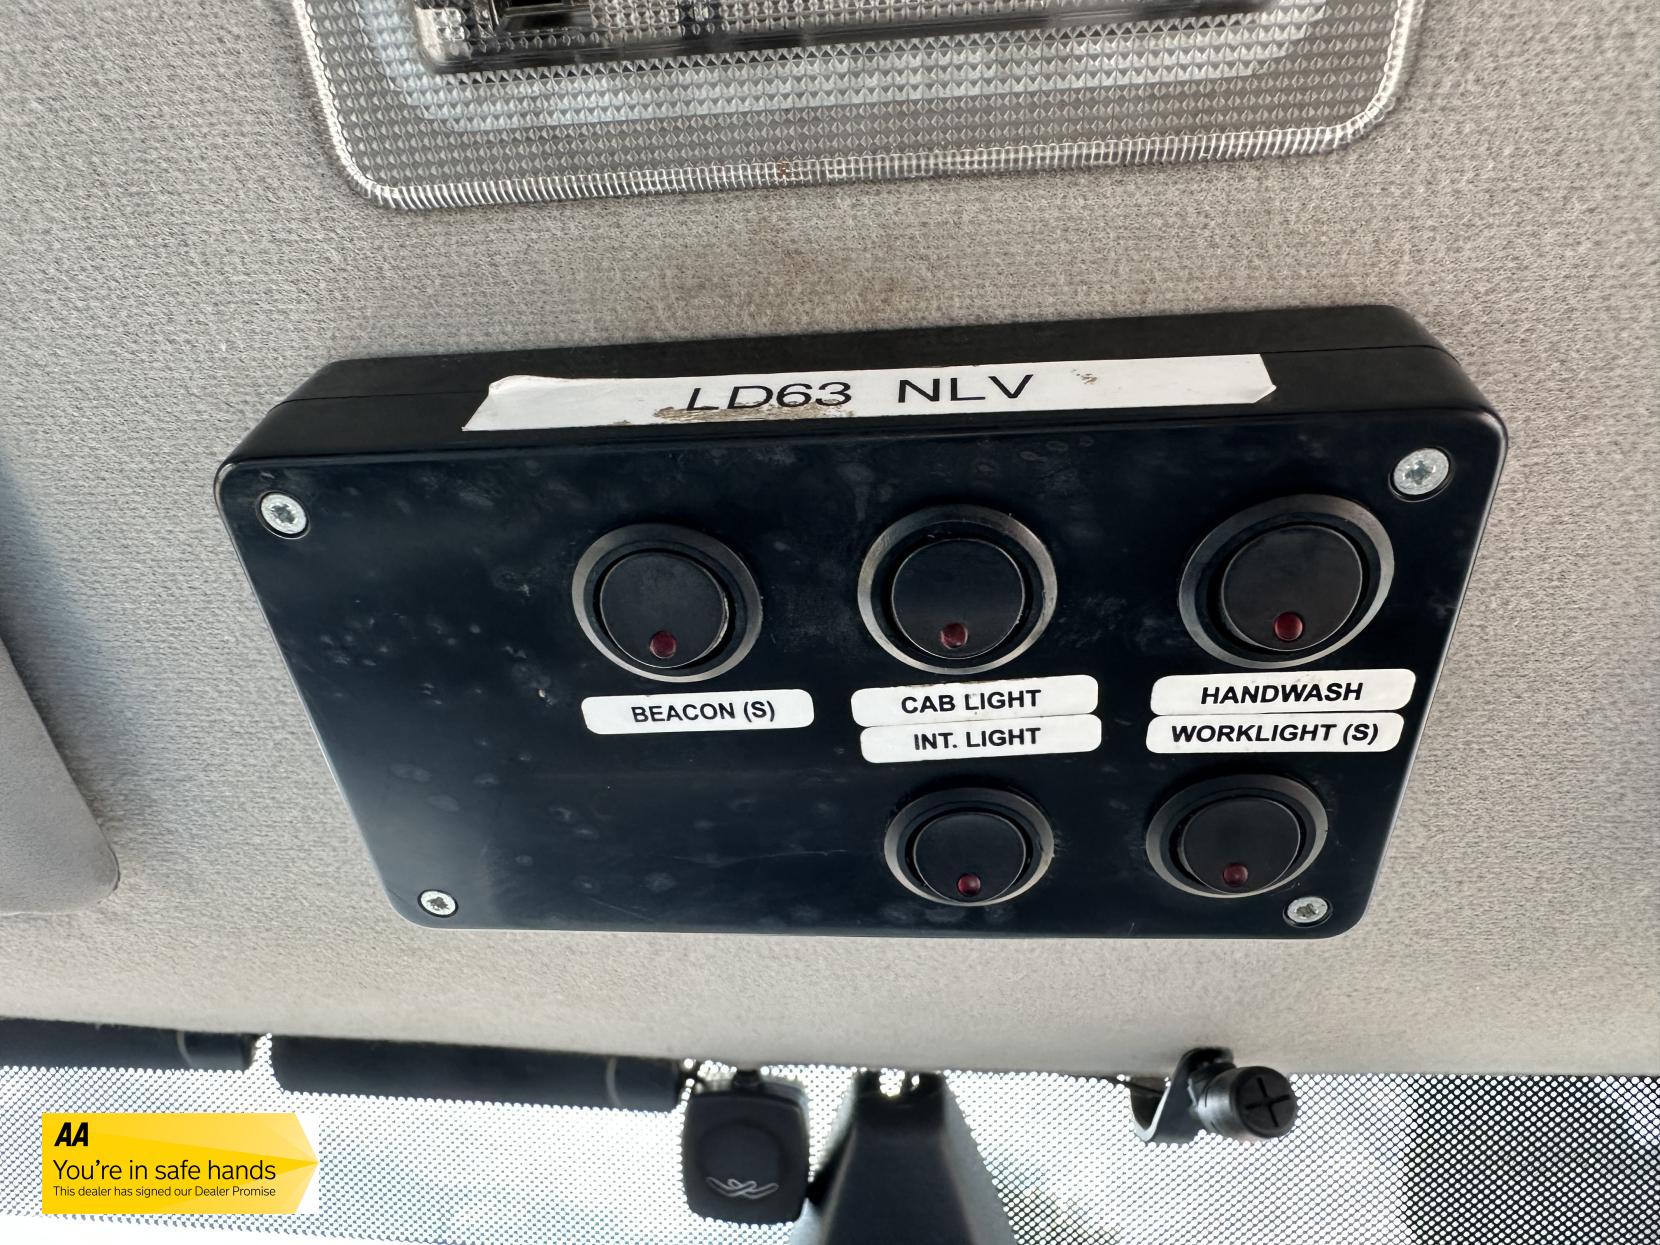 LD63 NLV
BEACON (S)
CAB LIGHT
HANDWASH
INT. LIGHT
WORKLIGHT (S)
AA
You're in safe hands
This dealer has signed our Dealer Promise